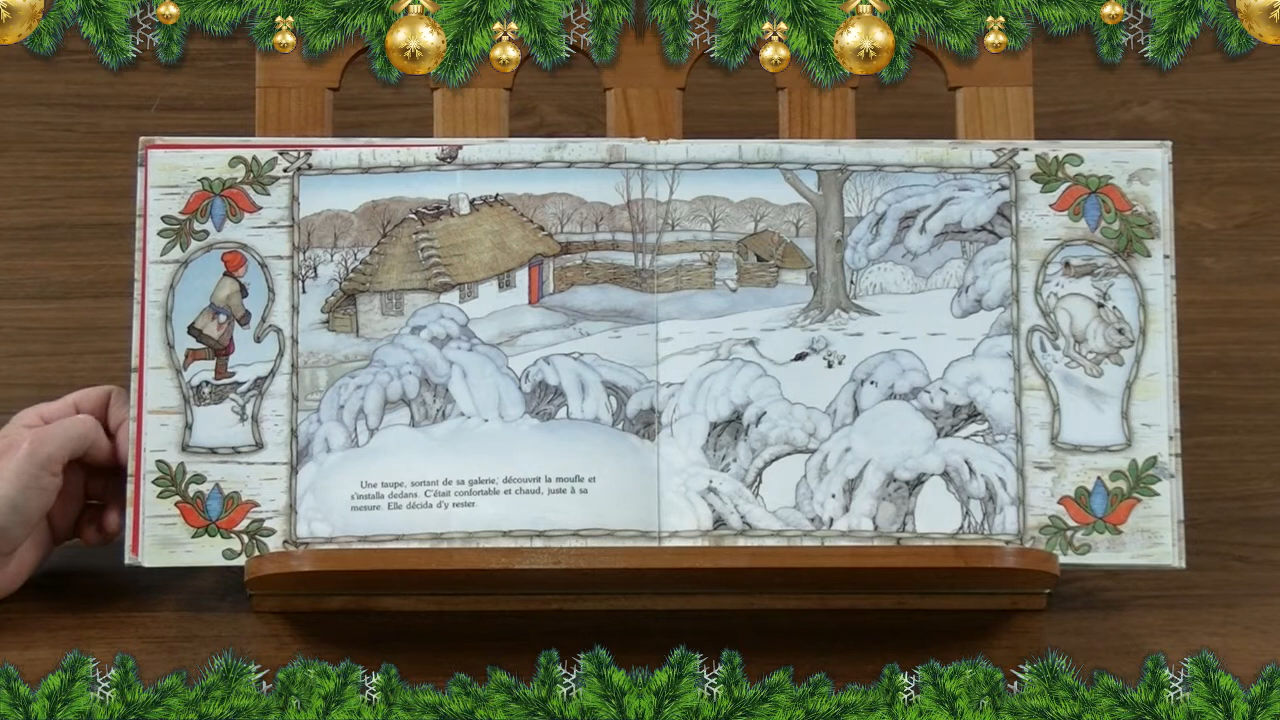 Une taupe, sortant de sa galerie, découvrit la moufle et
s'installa dedans. C'était confortable et chaud, juste à sa
mesure. Elle décida d'y rester.